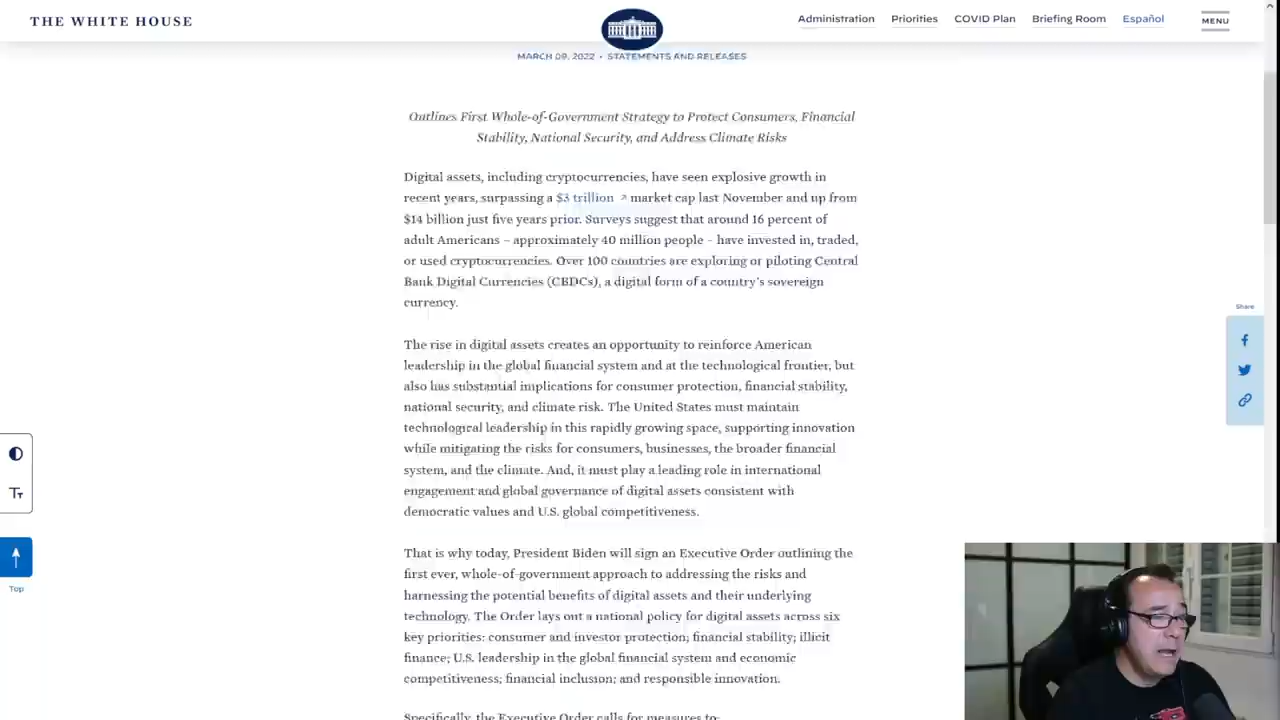 THE WHITE HOUSE
Administration
Priorities
COVID Plan
Briefing Room
Español
MENU
MARCH 09, 2022 • STATEMENTS AND RELEASES
Outlines First Whole-of-Government Strategy to Protect Consumers, Financial
Stability, National Security, and Address Climate Risks
Digital assets, including cryptocurrencies, have seen explosive growth in
recent years, surpassing a $3 trillion ↗ market cap last November and up from
$14 billion just five years prior. Surveys suggest that around 16 percent of
adult Americans – approximately 40 million people – have invested in, traded,
or used cryptocurrencies. Over 100 countries are exploring or piloting Central
Bank Digital Currencies (CBDCs), a digital form of a country's sovereign
currency.
The rise in digital assets creates an opportunity to reinforce American
leadership in the global financial system and at the technological frontier, but
also has substantial implications for consumer protection, financial stability,
national security, and climate risk. The United States must maintain
technological leadership in this rapidly growing space, supporting innovation
while mitigating the risks for consumers, businesses, the broader financial
system, and the climate. And, it must play a leading role in international
engagement and global governance of digital assets consistent with
democratic values and U.S. global competitiveness.
That is why today, President Biden will sign an Executive Order outlining the
first ever, whole-of-government approach to addressing the risks and
harnessing the potential benefits of digital assets and their underlying
technology. The Order lays out a national policy for digital assets across six
key priorities: consumer and investor protection; financial stability; illicit
finance; U.S. leadership in the global financial system and economic
competitiveness; financial inclusion; and responsible innovation.
Specifically, the Executive Order calls for measures to-
Share
Tт
Top